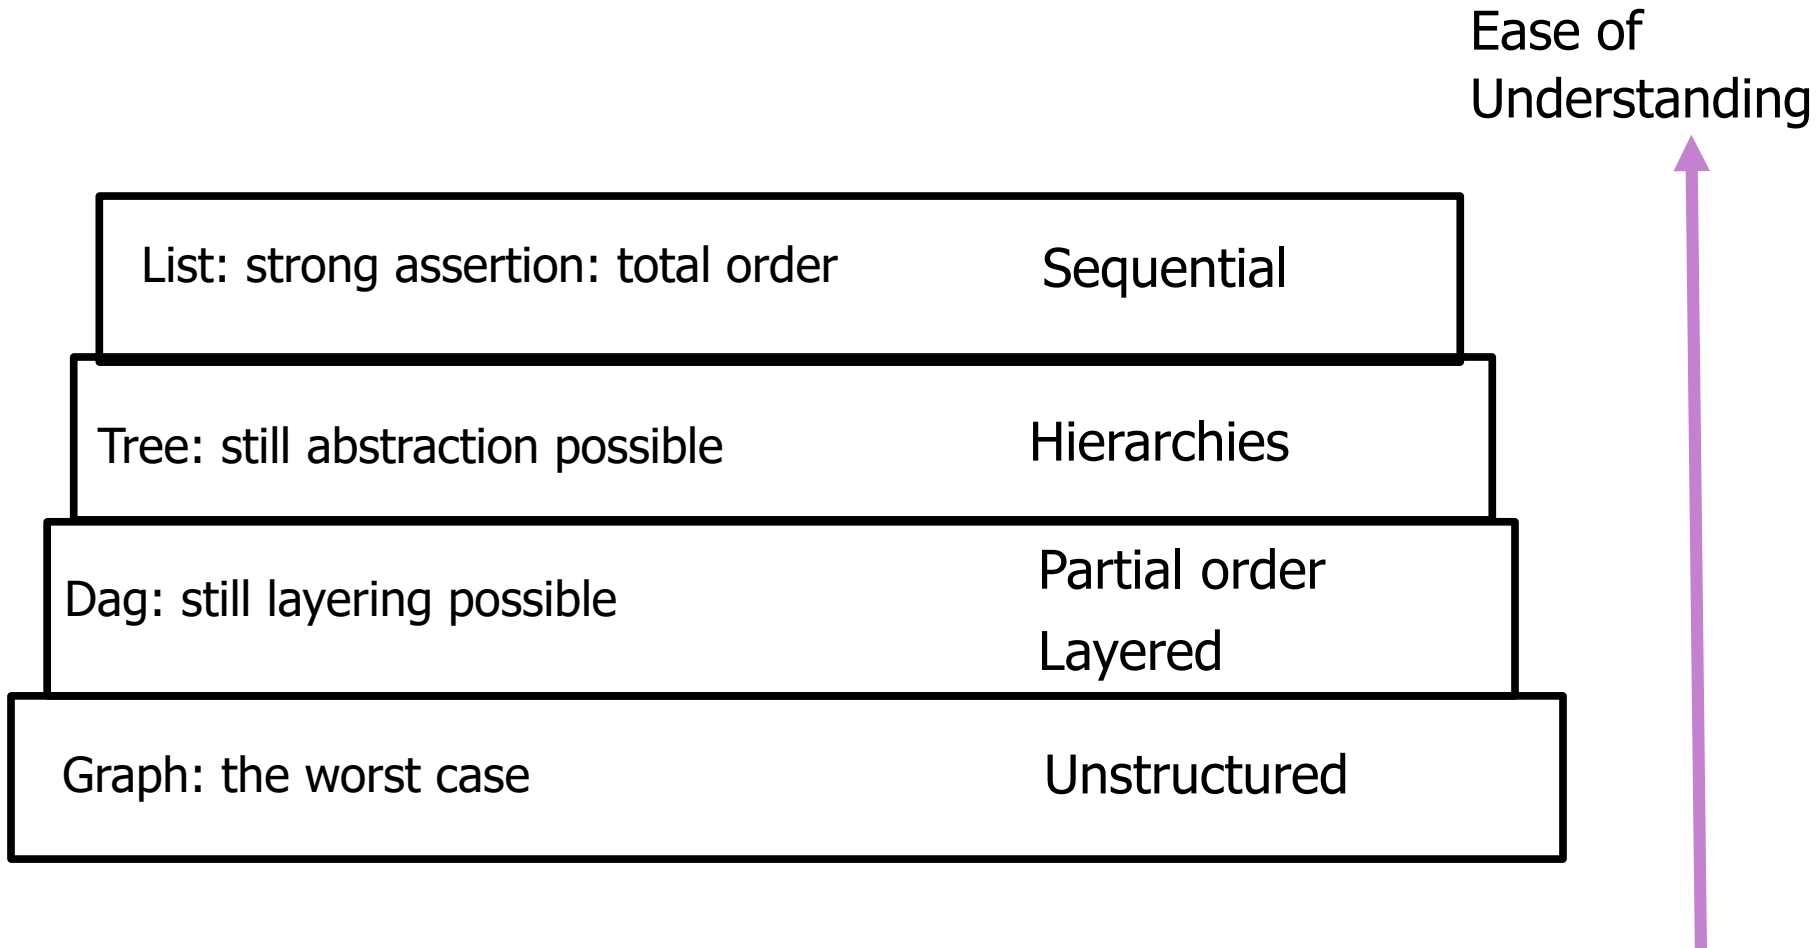 Ease of
Understanding
List: strong assertion: total order
Sequential
Tree: still abstraction possible
Hierarchies
Dag: still layering possible
Partial order
Layered
Graph: the worst case
Unstructured